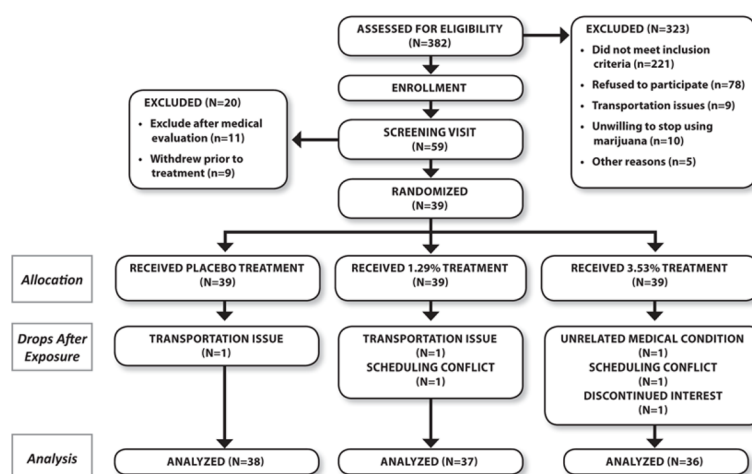 ASSESSED FOR ELIGIBILITY
(N=382)
EXCLUDED (N=323)
• Did not meet inclusion
criteria (n=221)
• Refused to participate (n=78)
• Transportation issues (n=9)
• Unwilling to stop using
marijuana (n=10)
• Other reasons (n=5)
ENROLLMENT
EXCLUDED (N=20)
• Exclude after medical
evaluation (n=11)
• Withdrew prior to
treatment (n=9)
SCREENING VISIT
(N=59)
RANDOMIZED
(N=39)
Allocation
RECEIVED PLACEBO TREATMENT
(N=39)
RECEIVED 1.29% TREATMENT
(N=39)
RECEIVED 3.53% TREATMENT
(N=39)
Drops After
Exposure
TRANSPORTATION ISSUE
(N=1)
TRANSPORTATION ISSUE
(N=1)
SCHEDULING CONFLICT
(N=1)
UNRELATED MEDICAL CONDITION
(N=1)
SCHEDULING CONFLICT
(N=1)
DISCONTINUED INTEREST
(N=1)
Analysis
ANALYZED (N=38)
ANALYZED (N=37)
ANALYZED (N=36)